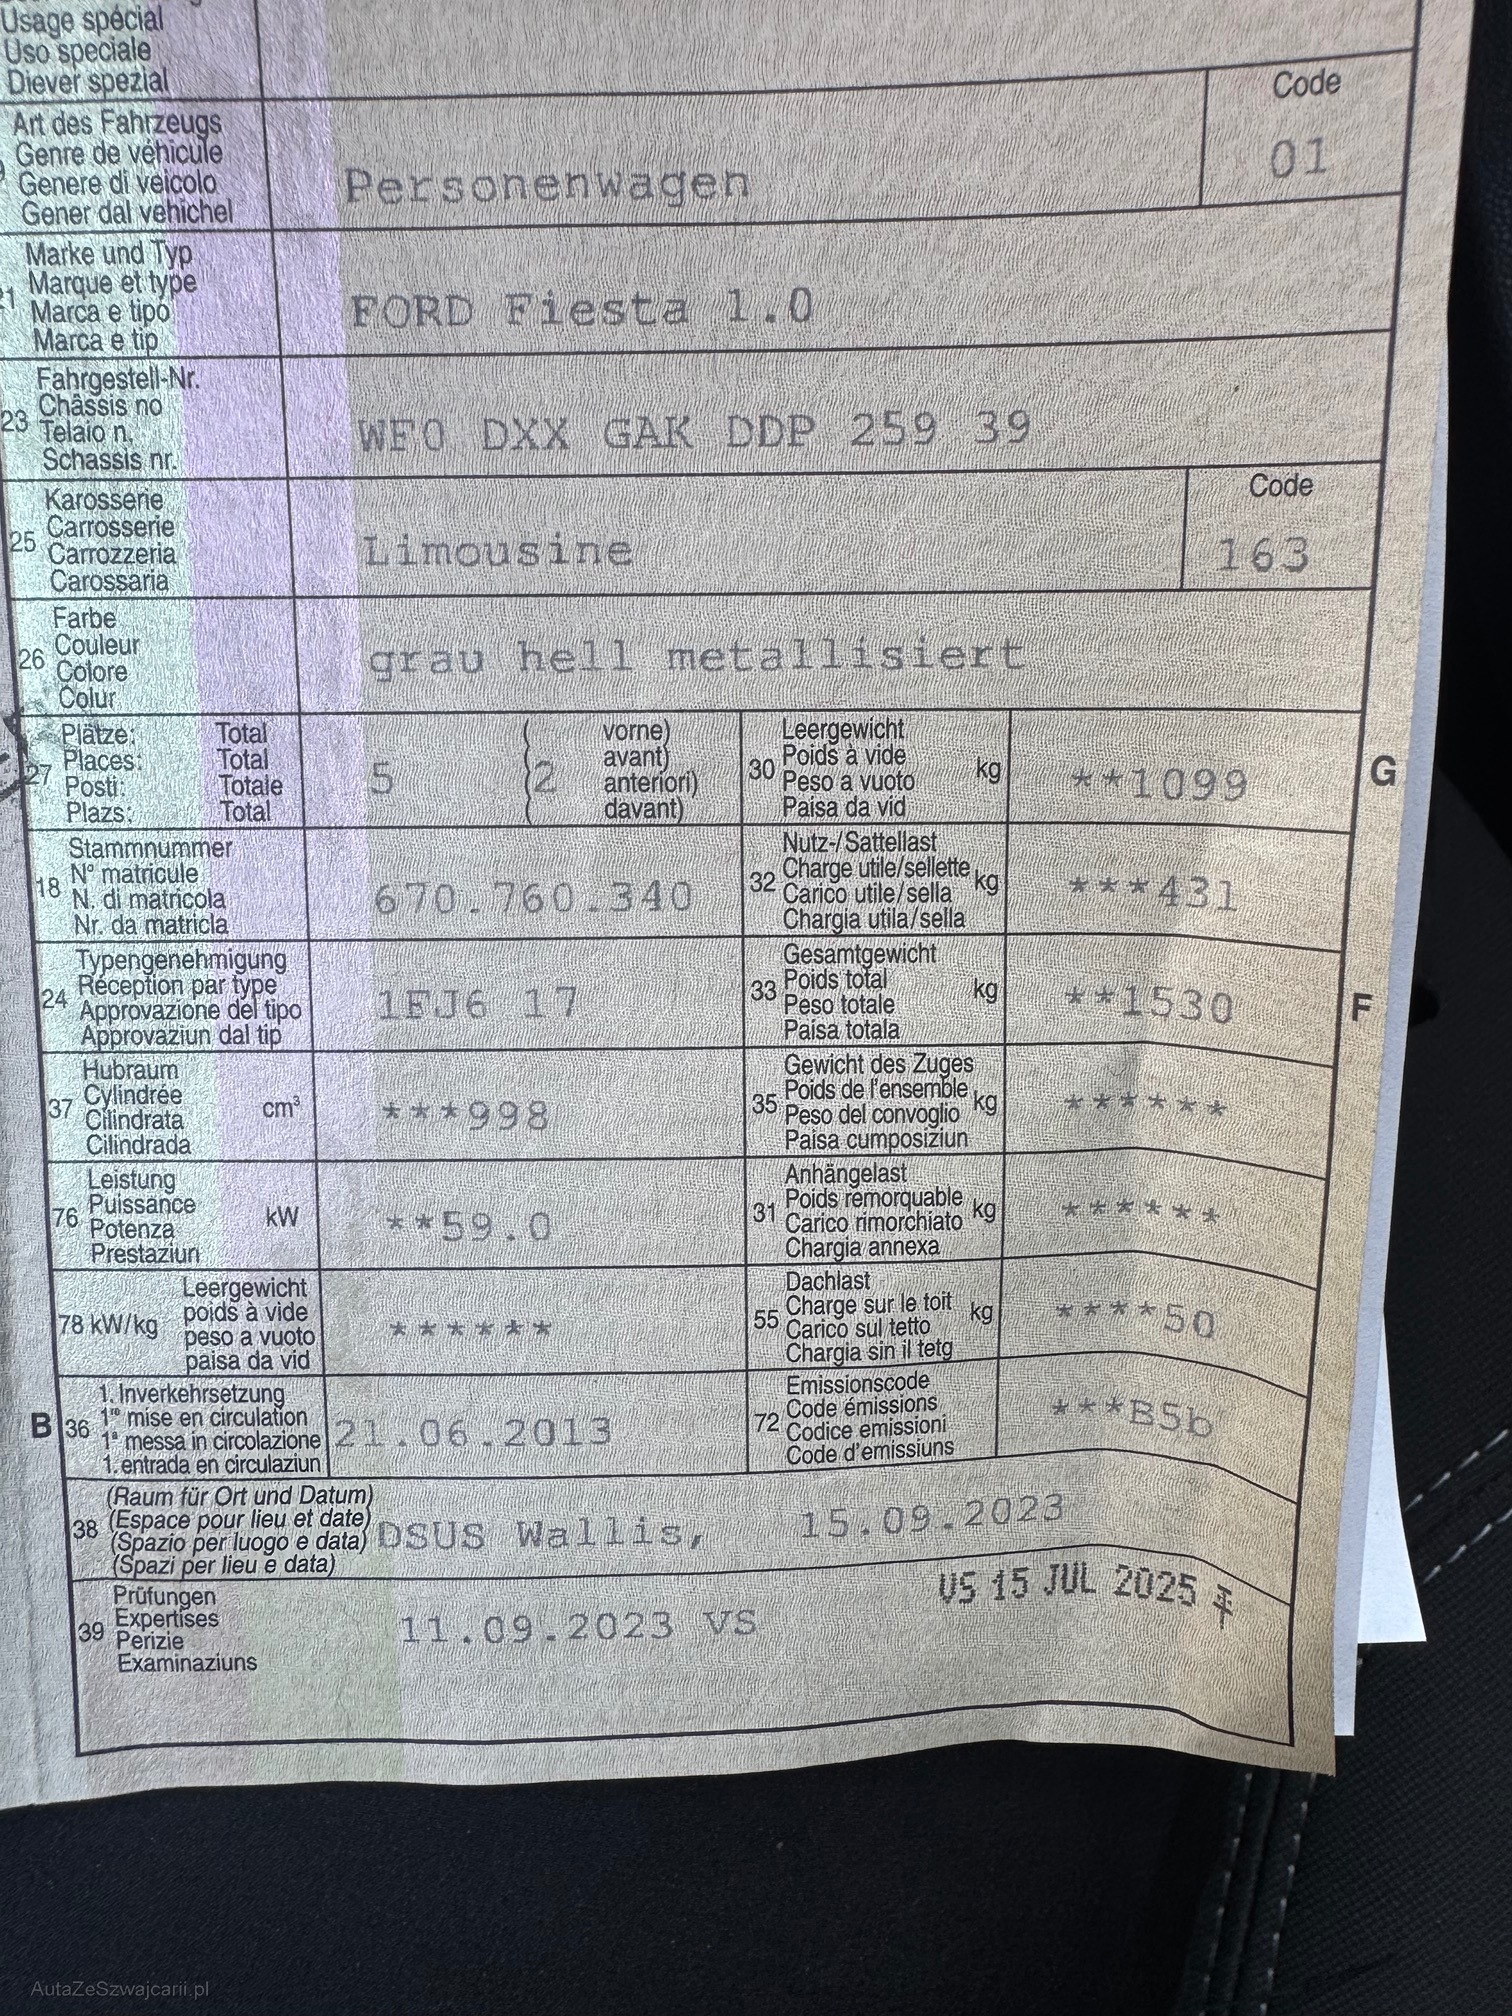 Usage spécial
Uso speciale
Diever spezial
Art des Fahrzeugs
Genre de véhicule
Genere di veicolo
Gener dal vehichel
Personenwagen
Code
01
Marke und Typ
Marque et type
Marca e tipo
Marca e tip
FORD Fiesta 1.0
23 Fahrgestell-Nr.
Châssis no
Telaio n.
Schassis nr.
WF0 DXX GAK DDP 259 39
25 Karosserie
Carrosserie
Carrozzeria
Carossaria
Limousine
Code
163
26 Farbe
Couleur
Colore
Colur
grau hell metallisiert
27 Plätze: Total
Places: Total
Posti: Totale
Plazs: Total
5 (2 vorne)
avant)
anteriori)
davant)
30 Leergewicht
Poids à vide
Peso a vuoto
Paisa da vid
kg
**1099
G
18 Stammnummer
N° matricule
N. di matricola
Nr. da matricla
670.760.340
32 Nutz-/Sattellast
Charge utile/sellette
Carico utile/sella
Chargia utila/sella
kg
***431
24 Typengenehmigung
Réception par type
Approvazione del tipo
Approvaziun dal tip
1FJ6 17
33 Gesamtgewicht
Poids total
Peso totale
Paisa totala
kg
**1530
F
37 Hubraum
Cylindrée
Cilindrata
Cilindrada
cm³
***998
35 Gewicht des Zuges
Poids de l'ensemble
Peso del convoglio
Paisa cumposiziun
kg
******
76 Leistung
Puissance
Potenza
Prestaziun
kW
**59.0
31 Anhängelast
Poids remorquable
Carico rimorchiato
Chargia annexa
kg
******
78 kW/kg Leergewicht
poids à vide
peso a vuoto
paisa da vid
******
55 Dachlast
Charge sur le toit
Carico sul tetto
Chargia sin il tetg
kg
****50
B 36 1. Inverkehrsetzung
1re mise en circulation
1a messa in circolazione
1. entrada en circulaziun
21.06.2013
72 Emissionscode
Code émissions
Codice emissioni
Code d'emissiuns
***B5b
38 (Raum für Ort und Datum)
(Espace pour lieu et date)
(Spazio per luogo e data)
(Spazi per lieu e data)
DSUS Wallis, 15.09.2023
39 Prüfungen
Expertises
Perizie
Examinaziuns
11.09.2023 VS
VS 15 JUL 2025
AutaZeSzwajcarii.pl